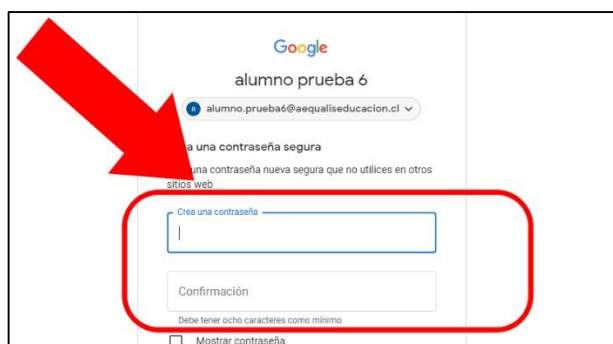 Google
alumno prueba 6
alumno.prueba6@aequaliseducacion.cl
a una contraseña segura
una contraseña nueva segura que no utilices en otros
sitios web
Crea una contraseña
Confirmación
Debe tener ocho caracteres como mínimo
Mostrar contraseña